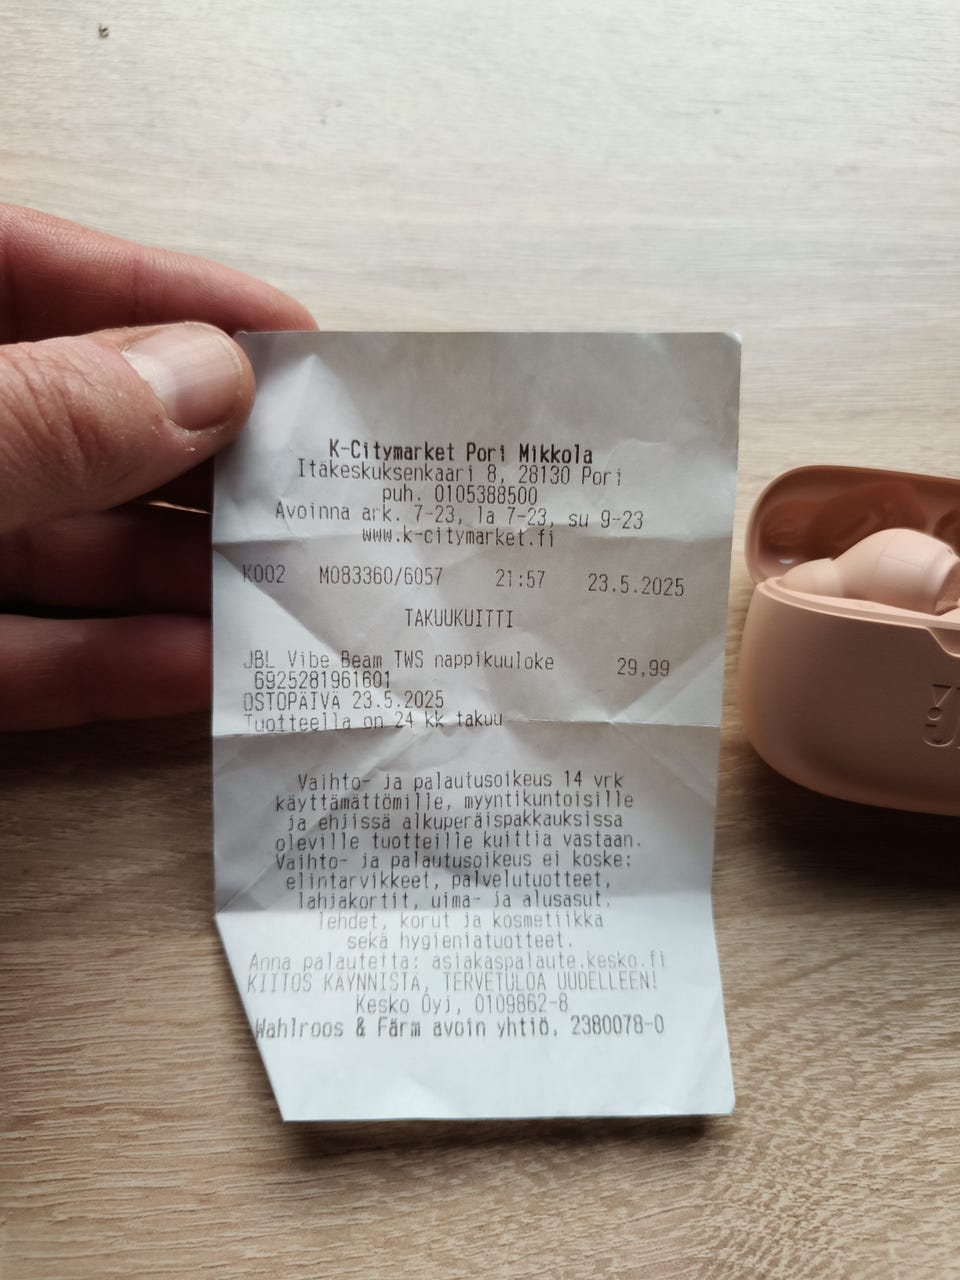 K-Citymarket Pori Mikkola
Itäkeskuksenkaari 8, 28130 Pori
puh. 0105388500
Avoinna ark. 7-23, la 7-23, su 9-23
www.k-citymarket.fi
K002 M083360/6057 21:57 23.5.2025
TAKUUKUITTI
JBL Vibe Beam TWS nappikuuloke 29,99
6925281961601
OSTOPÄIVÄ 23.5.2025
Tuotteella on 24 kk takuu
Vaihto- ja palautusoikeus 14 vrk
käyttämättömille, myyntikuntoisille
ja ehjissä alkuperäispakkauksissa
oleville tuotteille kuittia vastaan.
Vaihto- ja palautusoikeus ei koske:
elintarvikkeet, palvelutuotteet,
lahjakortit, uima- ja alusasut,
lehdet, korut ja kosmetiikka
sekä hygieniatuotteet.
Anna palautetta: asiakaspalaute.kesko.fi
KIITOS KÄYNNISTÄ, TERVETULOA UUDELLEEN!
Kesko Oyj, 0109862-8
Wahlroos & Färm avoin yhtiö, 2380078-0